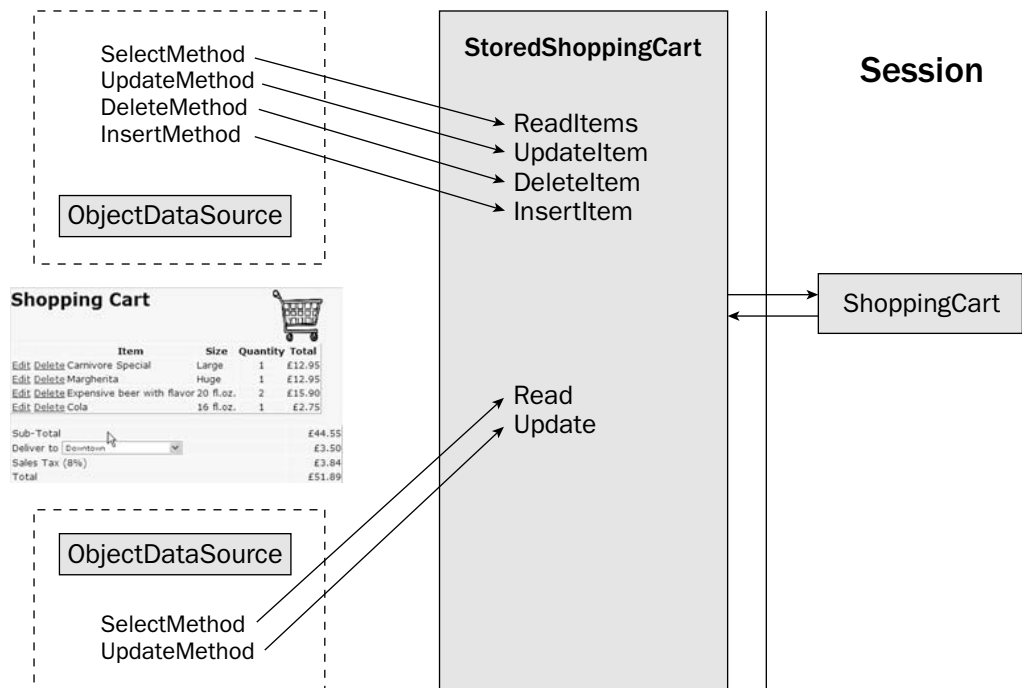 SelectMethod
UpdateMethod
DeleteMethod
InsertMethod
ObjectDataSource
StoredShoppingCart
ReadItems
UpdateItem
DeleteItem
InsertItem
Session
ShoppingCart
Shopping Cart
Item Size Quantity Total
Edit Delete Carnivore Special Large 1 £12.95
Edit Delete Margherita Huge 1 £12.95
Edit Delete Expensive beer with flavor 20 fl.oz. 2 £15.90
Edit Delete Cola 16 fl.oz. 1 £2.75
Sub-Total £44.55
Deliver to Downtown £3.50
Sales Tax (8%) £3.84
Total £51.89
Read
Update
ObjectDataSource
SelectMethod
UpdateMethod